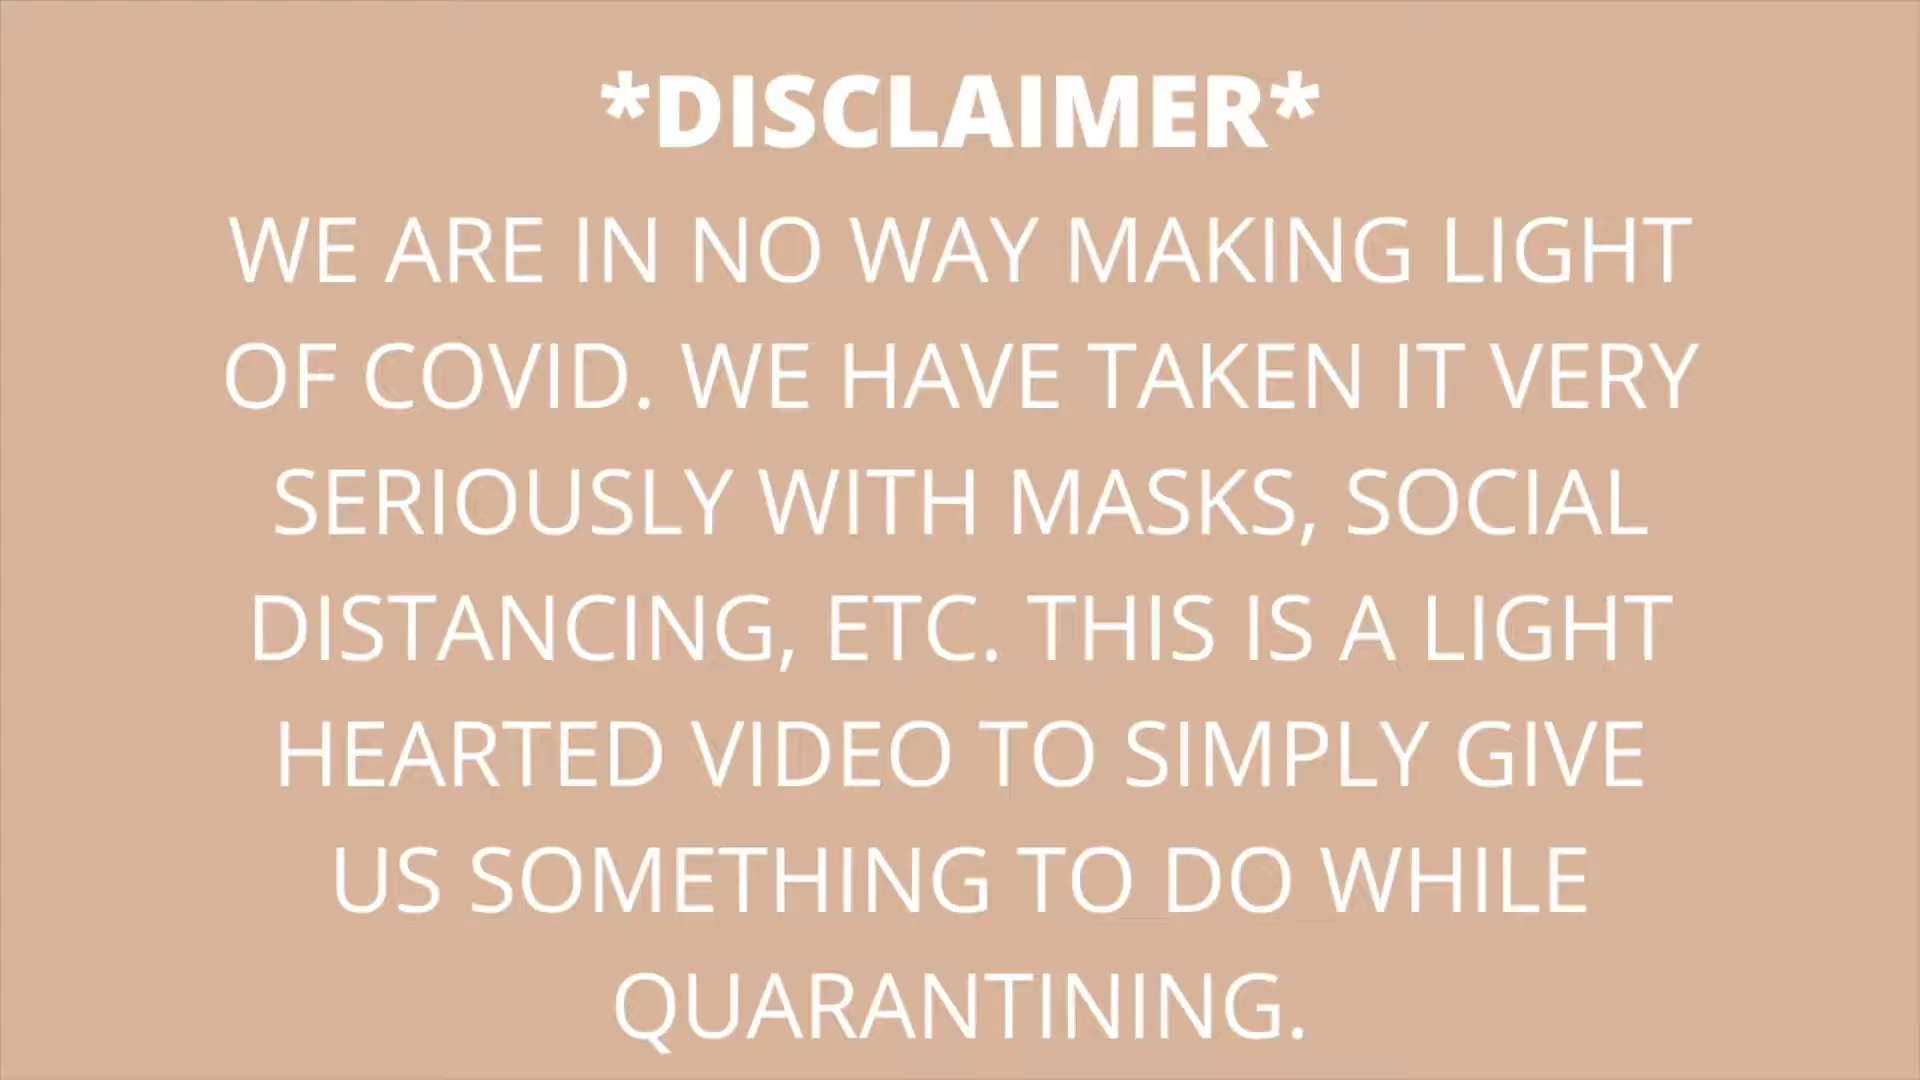 *DISCLAIMER*
WE ARE IN NO WAY MAKING LIGHT
OF COVID. WE HAVE TAKEN IT VERY
SERIOUSLY WITH MASKS, SOCIAL
DISTANCING, ETC. THIS IS A LIGHT
HEARTED VIDEO TO SIMPLY GIVE
US SOMETHING TO DO WHILE
QUARANTINING.